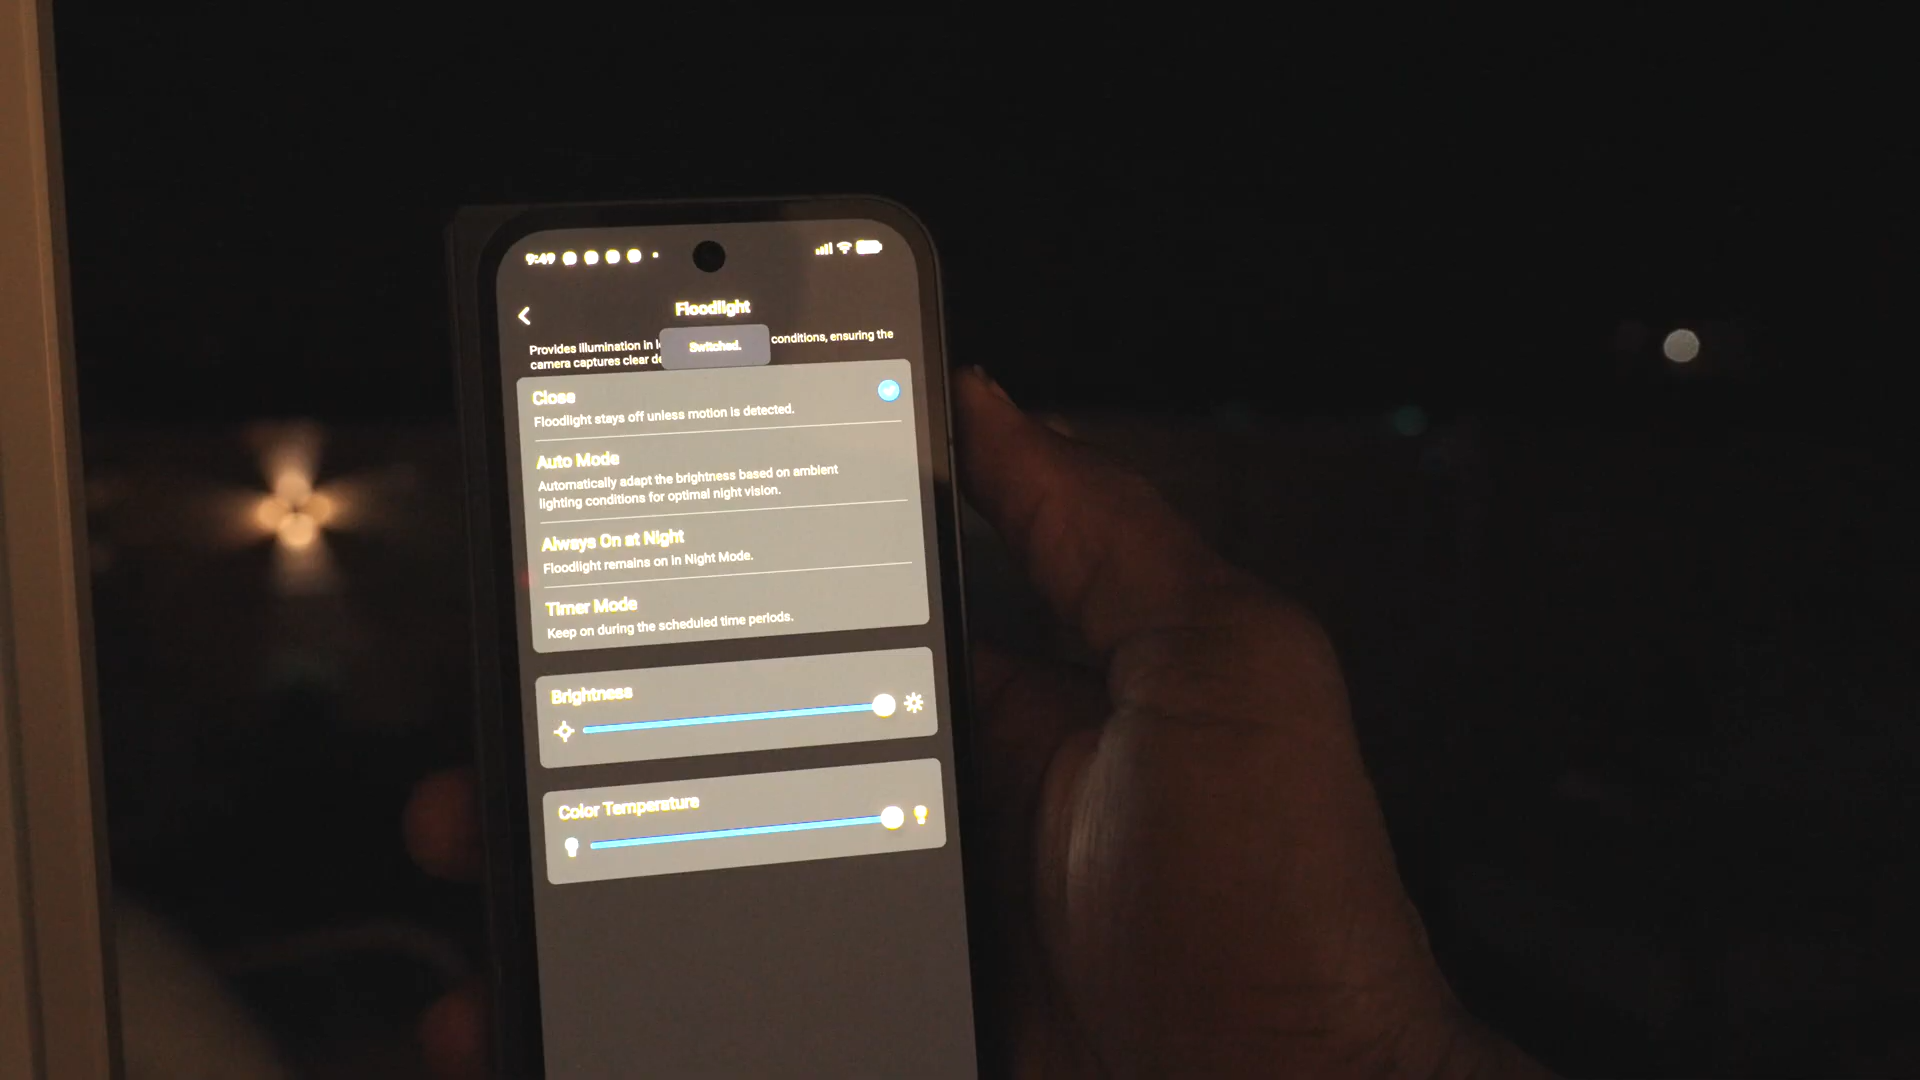 9:49
Floodlight
Switched.
Provides illumination in l conditions, ensuring the
camera captures clear de
Close
Floodlight stays off unless motion is detected.
Auto Mode
Automatically adapt the brightness based on ambient
lighting conditions for optimal night vision.
Always On at Night
Floodlight remains on in Night Mode.
Timer Mode
Keep on during the scheduled time periods.
Brightness
Color Temperature